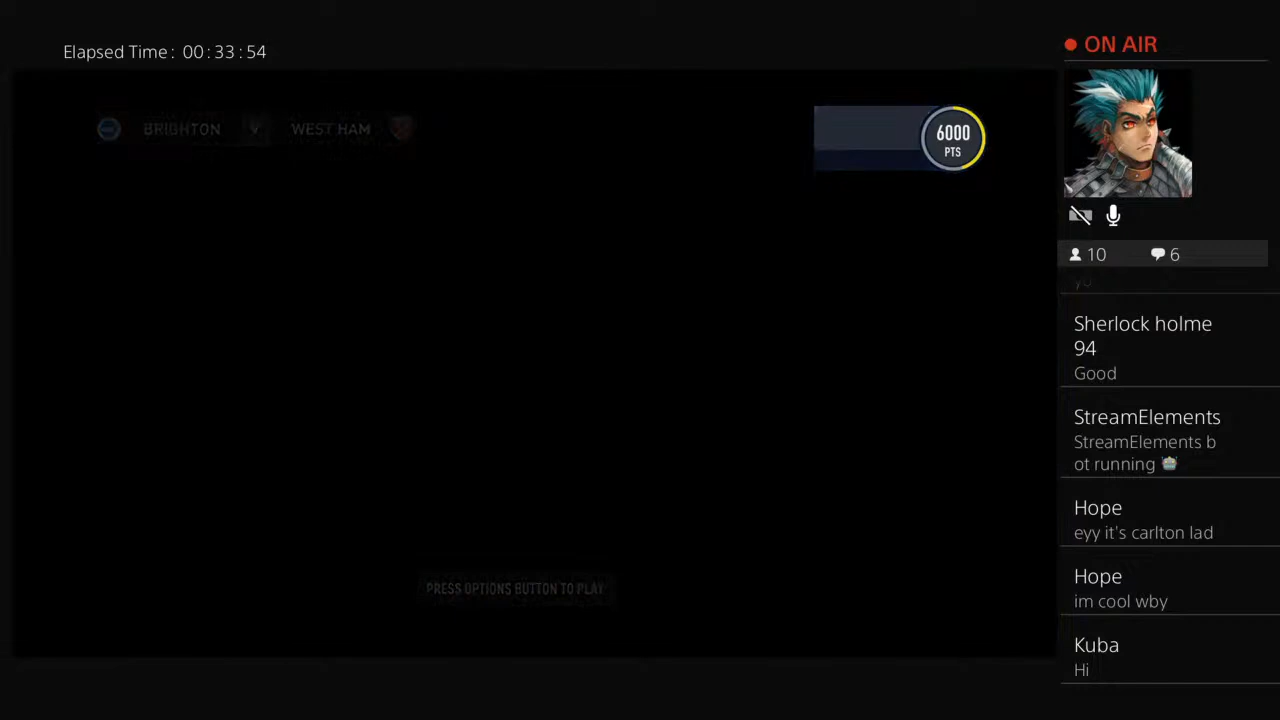 Elapsed Time: 00:33:54
ON AIR
BRIGHTON V WEST HAM
6000
PTS
10 6
yo
Sherlock holme
94
Good
StreamElements
StreamElements b
ot running 🤖
Hope
eyy it's carlton lad
Hope
im cool wby
PRESS OPTIONS BUTTON TO PLAY
Kuba
Hi